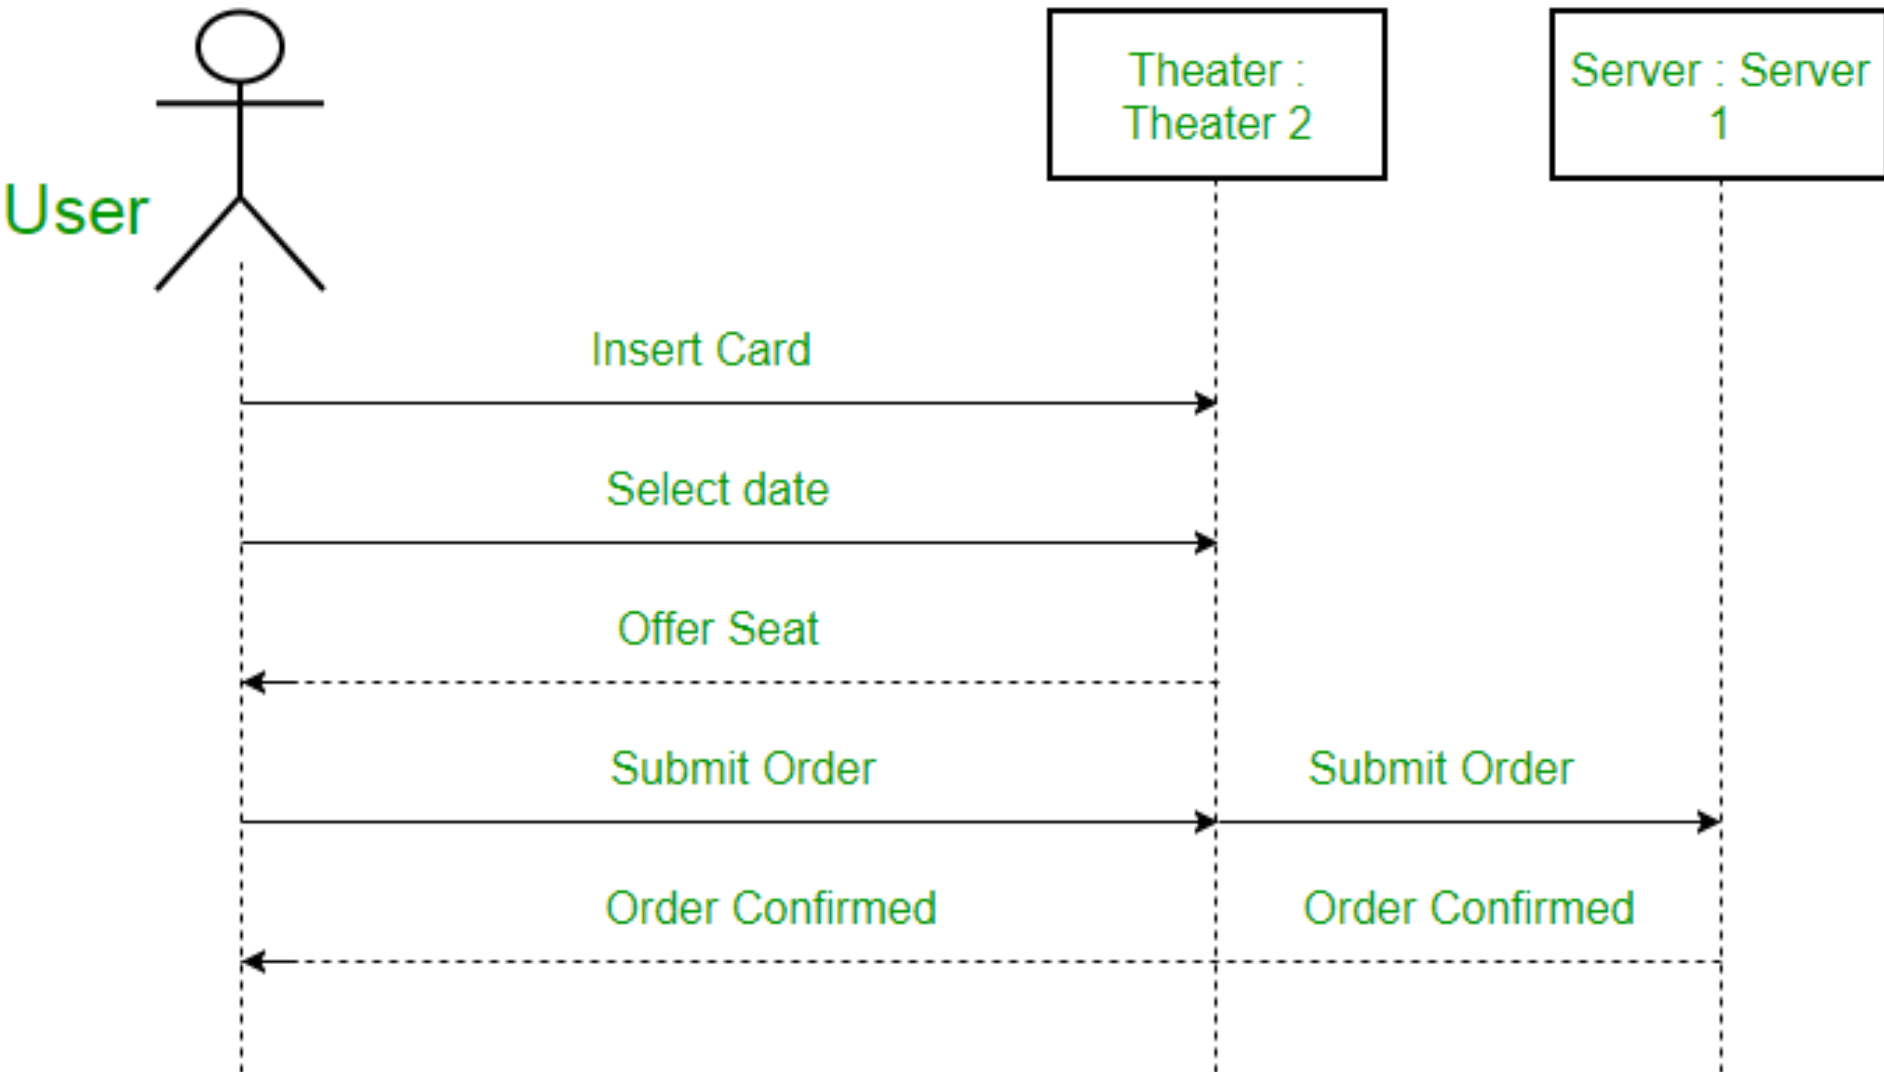 Theater :
Theater 2
Server : Server
1
User
Insert Card
Select date
Offer Seat
Submit Order
Submit Order
Order Confirmed
Order Confirmed